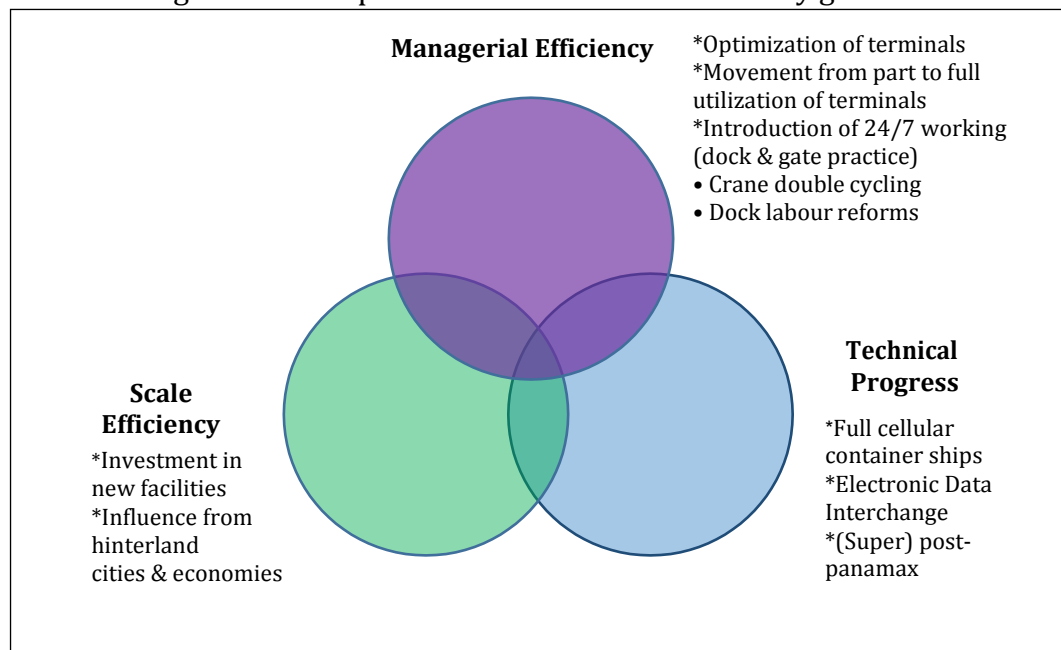 Managerial Efficiency
*Optimization of terminals
*Movement from part to full
utilization of terminals
*Introduction of 24/7 working
(dock & gate practice)
• Crane double cycling
• Dock labour reforms
Technical
Progress
*Full cellular
container ships
*Electronic Data
Interchange
*(Super) post-
panamax
Scale
Efficiency
*Investment in
new facilities
*Influence from
hinterland
cities & economies